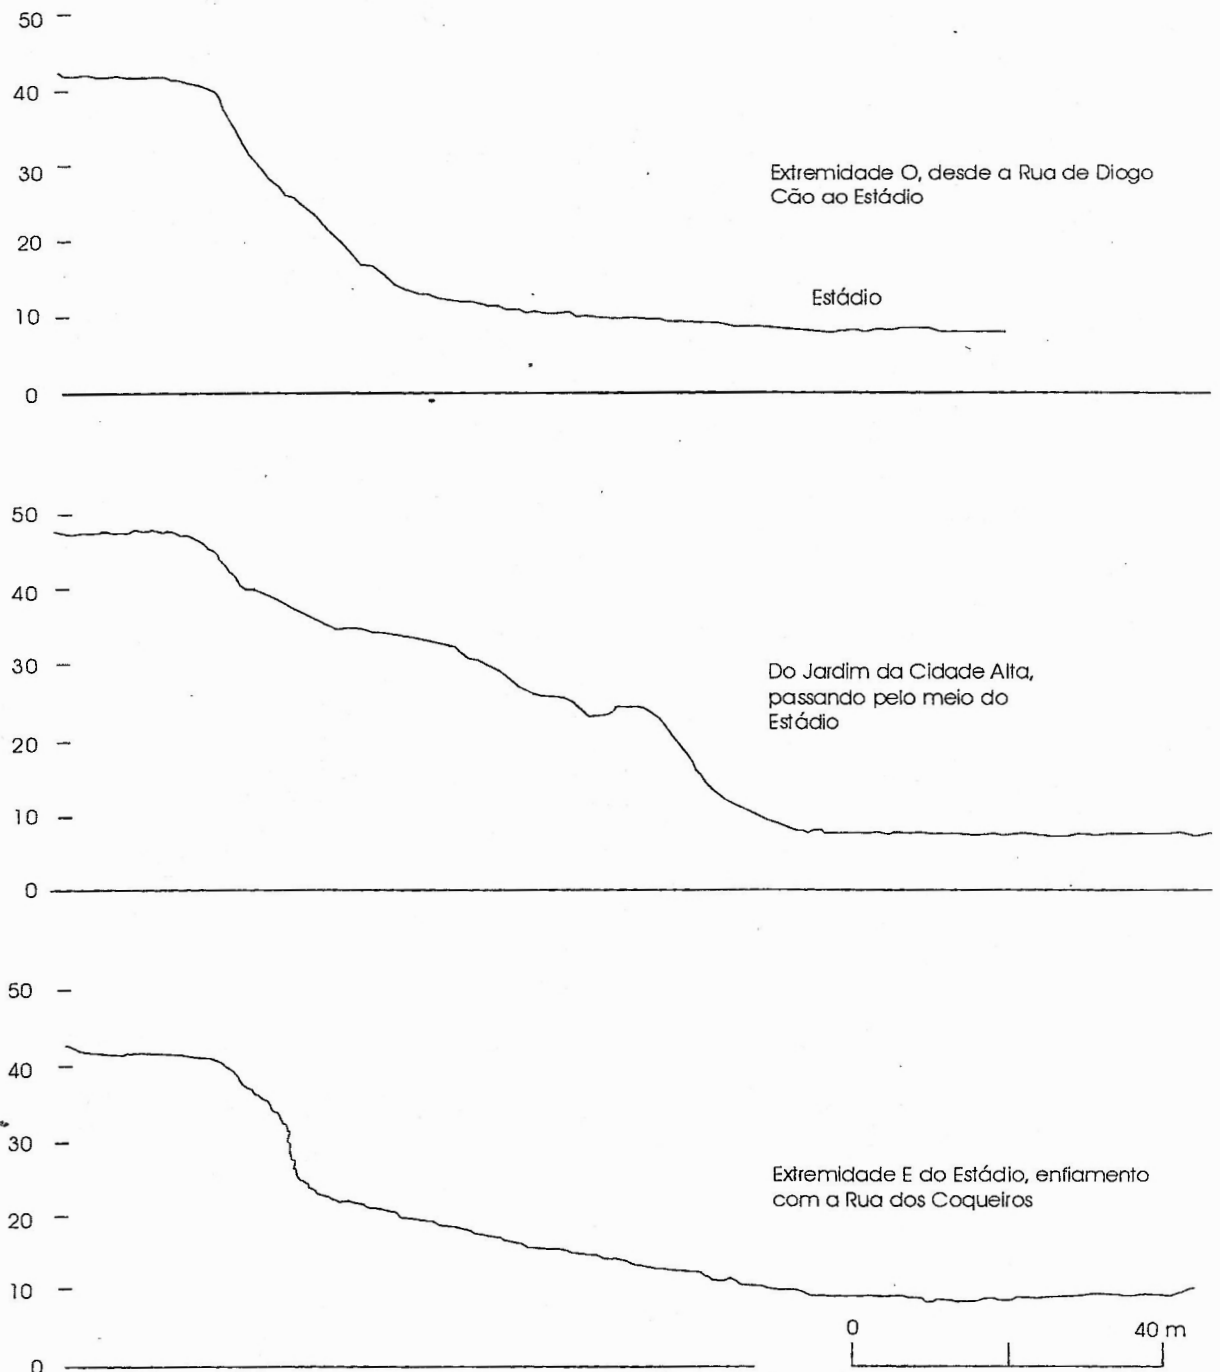 50
40
30
Extremidade O, desde a Rua de Diogo
Cão ao Estádio
20
Estádio
10
0
50
40
30
Do Jardim da Cidade Alta,
passando pelo meio do
Estádio
20
10
0
50
40
30
Extremidade E do Estádio, enfiamento
com a Rua dos Coqueiros
20
10
0 40 m
0